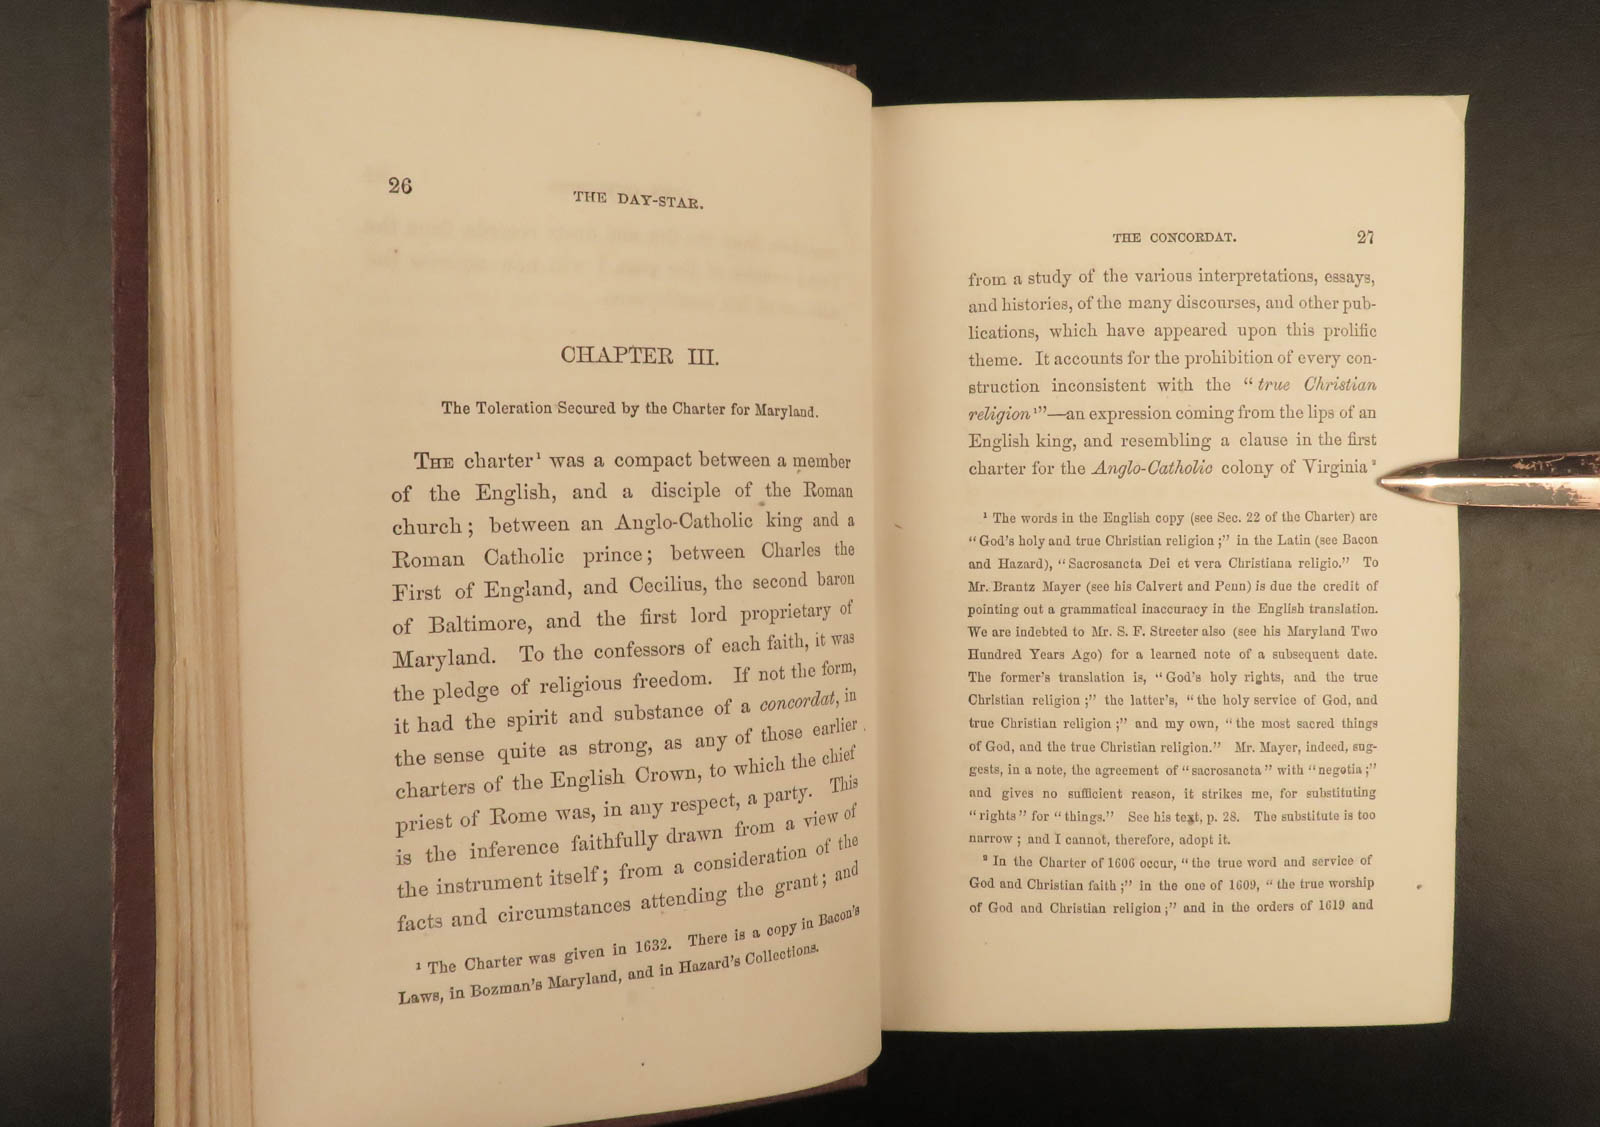 26
THE DAY-STAR.
CHAPTER III.
The Toleration Secured by the Charter for Maryland.
THE charter¹ was a compact between a member
of the English, and a disciple of the Roman
church; between an Anglo-Catholic king and a
Roman Catholic prince; between Charles the
First of England, and Cecilius, the second baron
of Baltimore, and the first lord proprietary of
Maryland. To the confessors of each faith, it was
the pledge of religious freedom. If not the form,
it had the spirit and substance of a concordat, in
the sense quite as strong, as any of those earlier
charters of the English Crown, to which the chief
priest of Rome was, in any respect, a party. This
is the inference faithfully drawn from a view of
the instrument itself; from a consideration of the
facts and circumstances attending the grant; and
¹ The Charter was given in 1632. There is a copy in Bacon's
Laws, in Bozman's Maryland, and in Hazard's Collections.
THE CONCORDAT.
27
from a study of the various interpretations, essays,
and histories, of the many discourses, and other pub-
lications, which have appeared upon this prolific
theme. It accounts for the prohibition of every con-
struction inconsistent with the "true Christian
religion¹"—an expression coming from the lips of an
English king, and resembling a clause in the first
charter for the Anglo-Catholic colony of Virginia²
¹ The words in the English copy (see Sec. 22 of the Charter) are
"God's holy and true Christian religion;" in the Latin (see Bacon
and Hazard), "Sacrosancta Dei et vera Christiana religio." To
Mr. Brantz Mayer (see his Calvert and Penn) is due the credit of
pointing out a grammatical inaccuracy in the English translation.
We are indebted to Mr. S. F. Streeter also (see his Maryland Two
Hundred Years Ago) for a learned note of a subsequent date.
The former's translation is, "God's holy rights, and the true
Christian religion;" the latter's, "the holy service of God, and
true Christian religion;" and my own, "the most sacred things
of God, and the true Christian religion." Mr. Mayer, indeed, sug-
gests, in a note, the agreement of "sacrosancta" with "negotia;"
and gives no sufficient reason, it strikes me, for substituting
"rights" for "things." See his text, p. 28. The substitute is too
narrow; and I cannot, therefore, adopt it.
² In the Charter of 1606 occur, "the true word and service of
God and Christian faith;" in the one of 1609, "the true worship
of God and Christian religion;" and in the orders of 1619 and